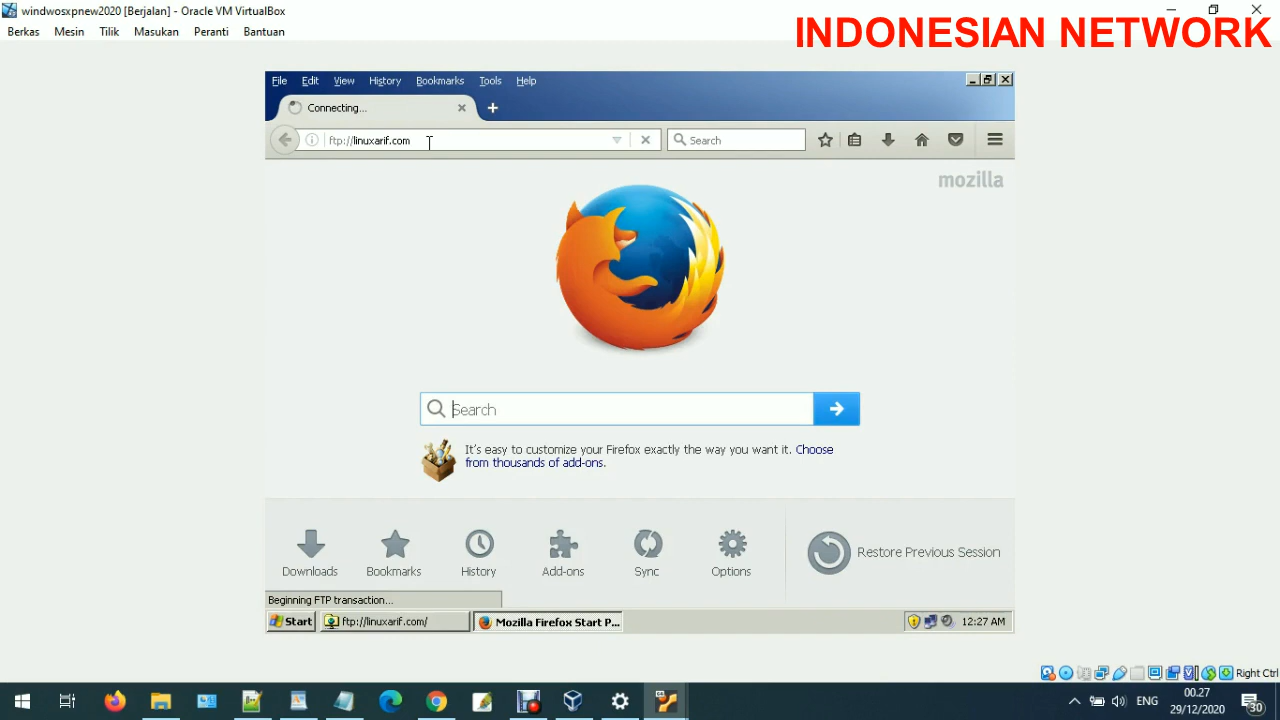 windwosxpnew2020 [Berjalan] - Oracle VM VirtualBox
Berkas Mesin Tilik Masukan Peranti Bantuan
INDONESIAN NETWORK
File Edit View History Bookmarks Tools Help
Connecting...
ftp://linuxarif.com
Search
mozilla
Search
It's easy to customize your Firefox exactly the way you want it. Choose
from thousands of add-ons.
Downloads Bookmarks History Add-ons Sync Options
Restore Previous Session
Beginning FTP transaction...
Start ftp://linuxarif.com/ Mozilla Firefox Start P... 12:27 AM
Right Ctrl
ENG
00.27
29/12/2020
30